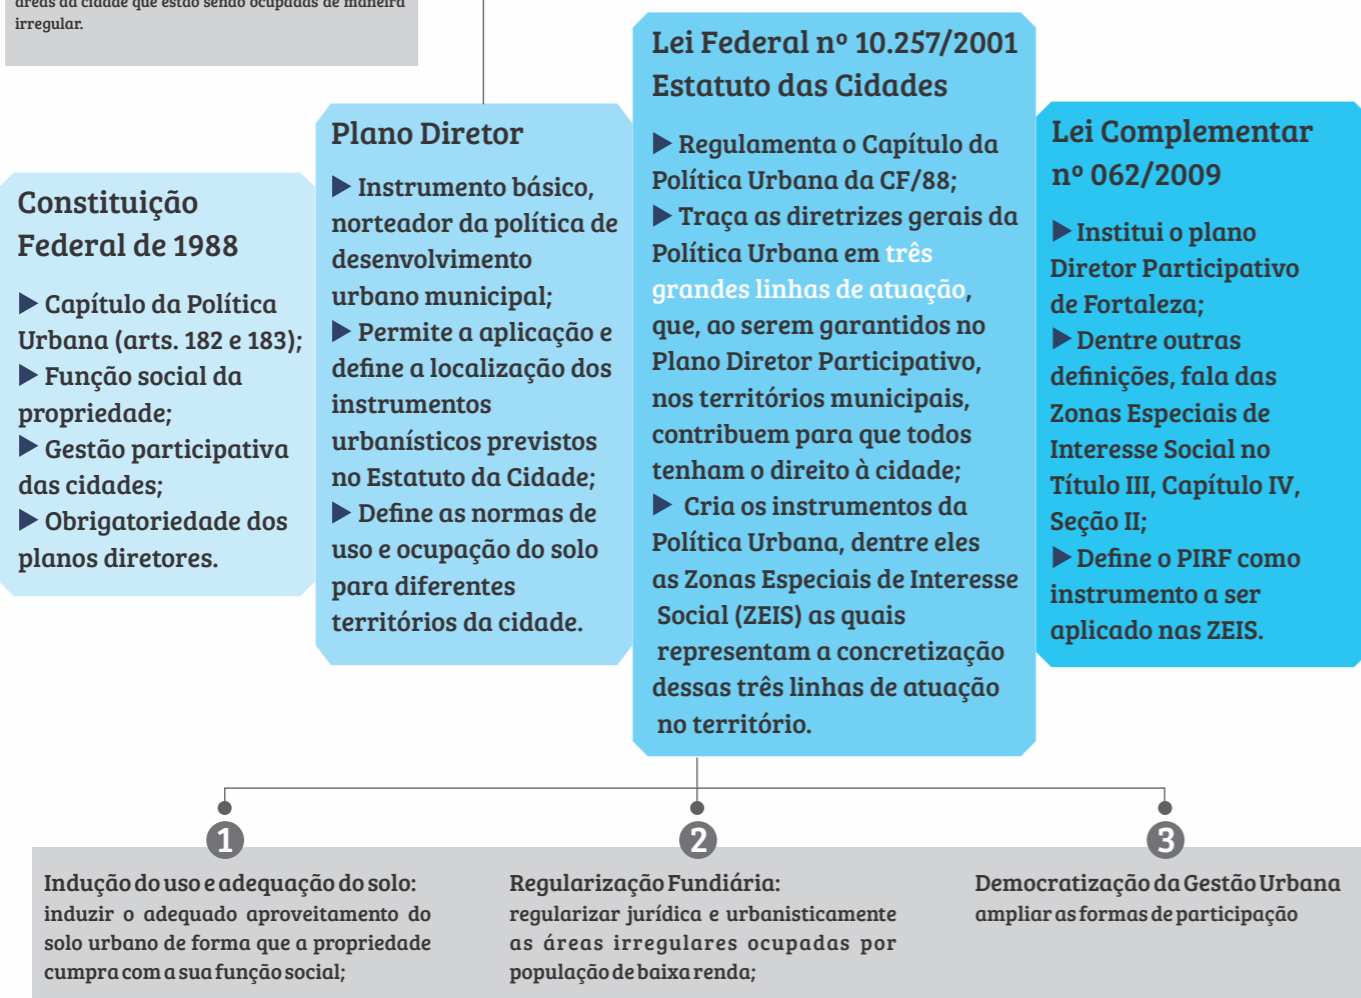 áreas da cidade que estão sendo ocupadas de maneira
irregular.
Constituição
Federal de 1988
▶ Capítulo da Política
Urbana (arts. 182 e 183);
▶ Função social da
propriedade;
▶ Gestão participativa
das cidades;
▶ Obrigatoriedade dos
planos diretores.
Plano Diretor
▶ Instrumento básico,
norteador da política de
desenvolvimento
urbano municipal;
▶ Permite a aplicação e
define a localização dos
instrumentos
urbanísticos previstos
no Estatuto da Cidade;
▶ Define as normas de
uso e ocupação do solo
para diferentes
territórios da cidade.
Lei Federal nº 10.257/2001
Estatuto das Cidades
▶ Regulamenta o Capítulo da
Política Urbana da CF/88;
▶ Traça as diretrizes gerais da
Política Urbana em três
grandes linhas de atuação,
que, ao serem garantidos no
Plano Diretor Participativo,
nos territórios municipais,
contribuem para que todos
tenham o direito à cidade;
▶ Cria os instrumentos da
Política Urbana, dentre eles
as Zonas Especiais de Interesse
Social (ZEIS) as quais
representam a concretização
dessas três linhas de atuação
no território.
Lei Complementar
nº 062/2009
▶ Institui o plano
Diretor Participativo
de Fortaleza;
▶ Dentre outras
definições, fala das
Zonas Especiais de
Interesse Social no
Título III, Capítulo IV,
Seção II;
▶ Define o PIRF como
instrumento a ser
aplicado nas ZEIS.
1
Indução do uso e adequação do solo:
induzir o adequado aproveitamento do
solo urbano de forma que a propriedade
cumpra com a sua função social;
2
Regularização Fundiária:
regularizar jurídica e urbanisticamente
as áreas irregulares ocupadas por
população de baixa renda;
3
Democratização da Gestão Urbana
ampliar as formas de participação